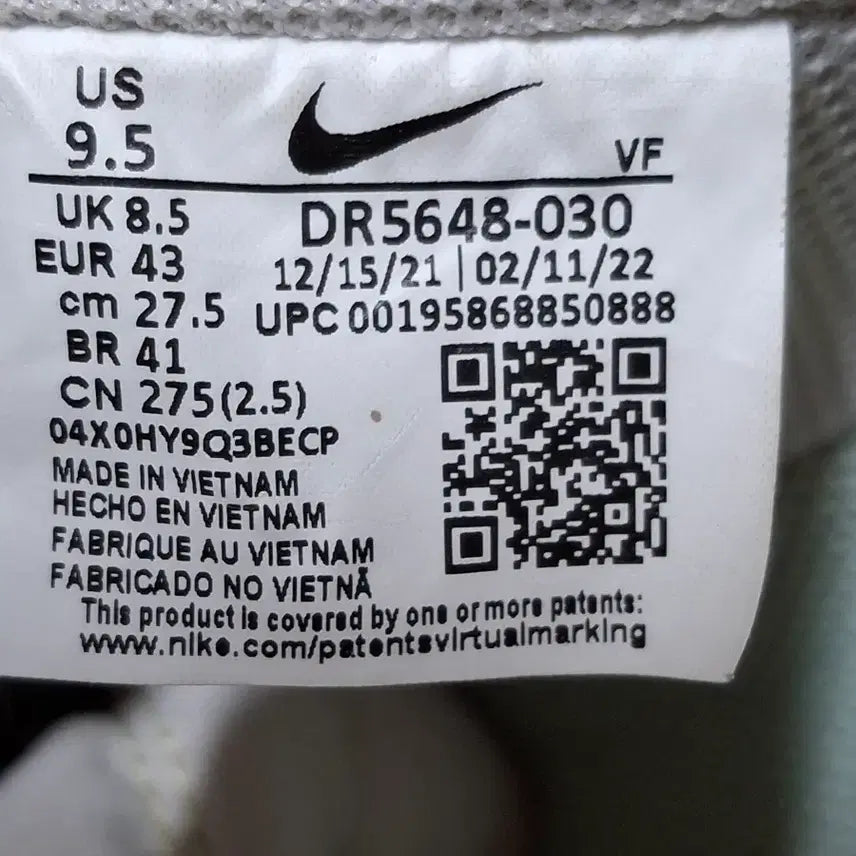 US
9.5
VF
UK 8.5
DR5648-030
EUR 43
12/15/21 | 02/11/22
cm 27.5
UPC 00195868850888
BR 41
CN 275(2.5)
04X0HY9Q3BECP
MADE IN VIETNAM
HECHO EN VIETNAM
FABRIQUE AU VIETNAM
FABRICADO NO VIETNÃ
This product is covered by one or more patents:
www.nike.com/patentsvirtualmarking